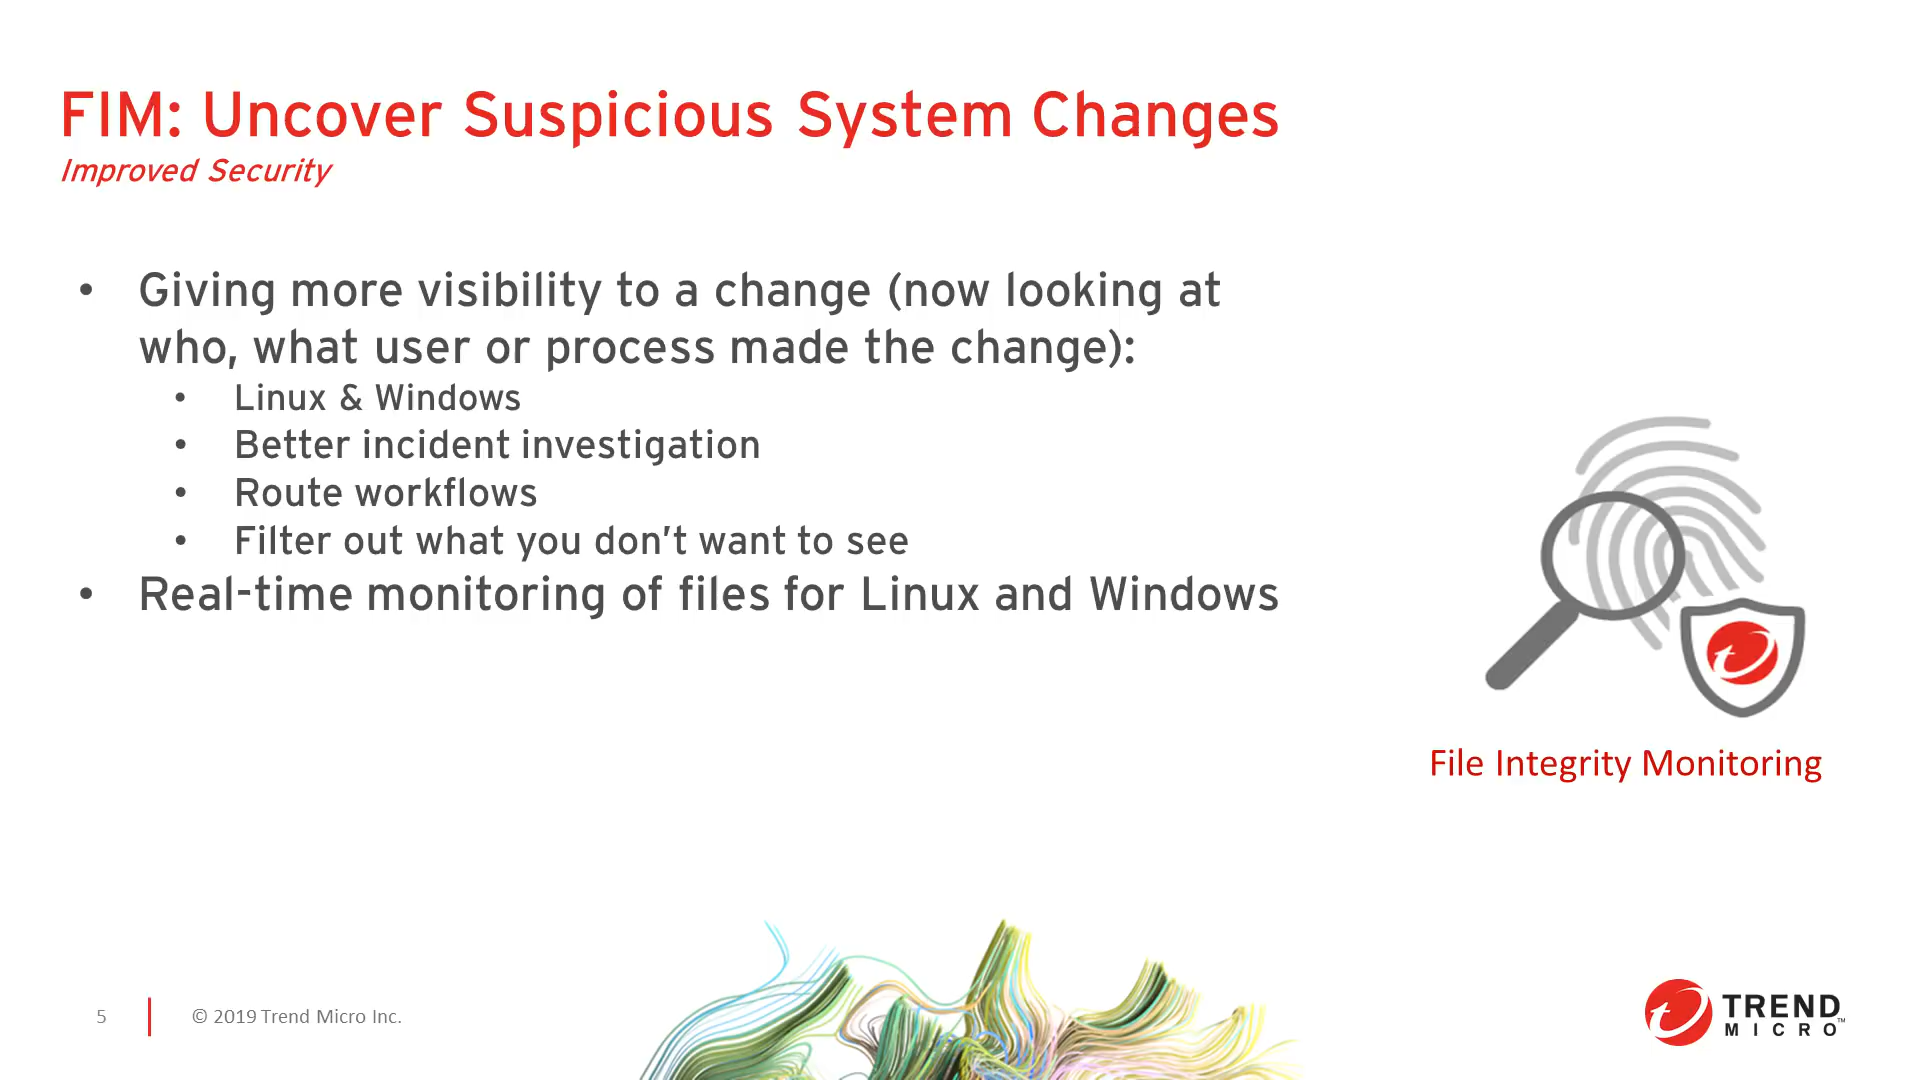 FIM: Uncover Suspicious System Changes
Improved Security
• Giving more visibility to a change (now looking at
who, what user or process made the change):
• Linux & Windows
• Better incident investigation
• Route workflows
• Filter out what you don’t want to see
• Real-time monitoring of files for Linux and Windows
File Integrity Monitoring
5
© 2019 Trend Micro Inc.
TREND
MICRO™